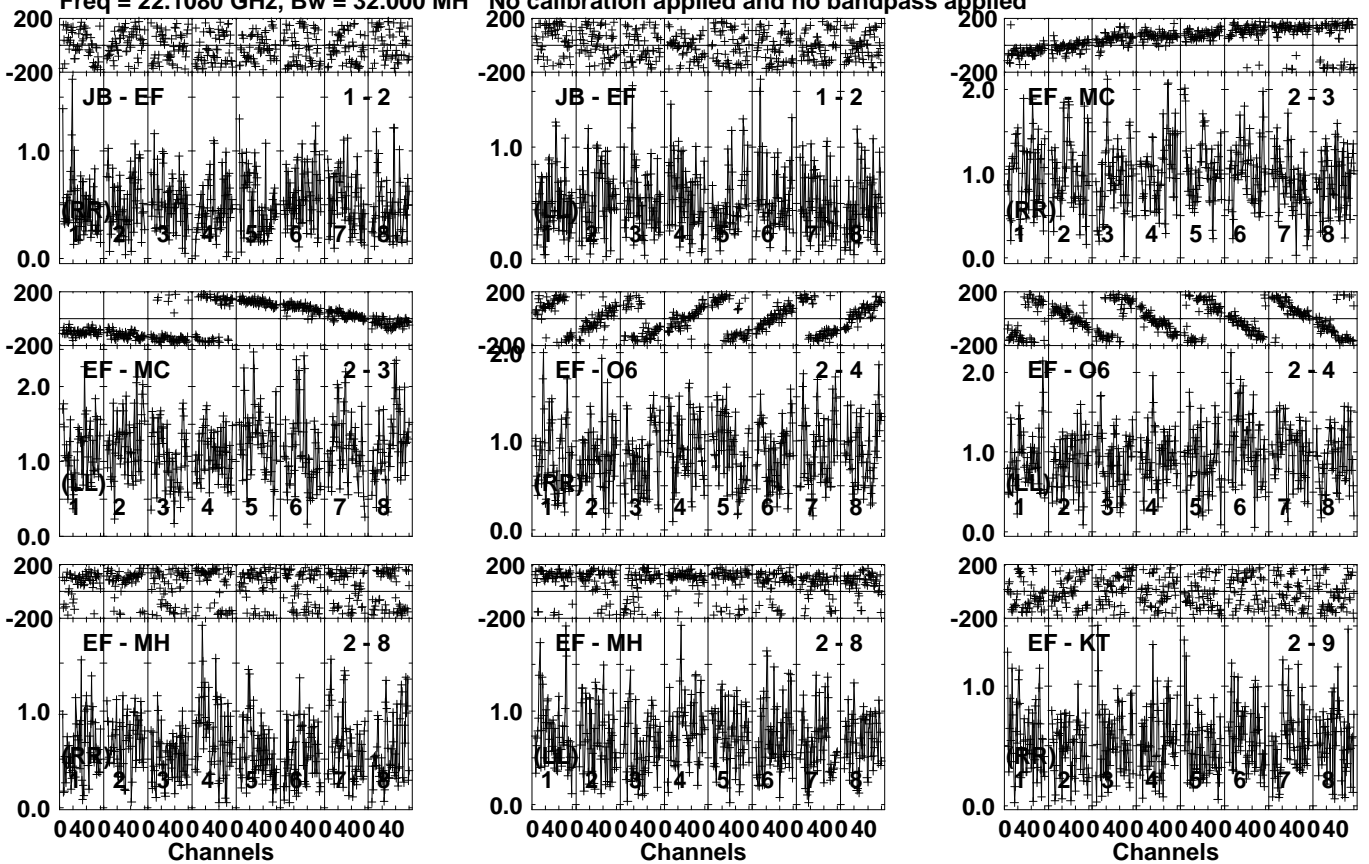 Freq = 22.1080 GHz, Bw = 32.000 MH No calibration applied and no bandpass applied
200
-200
JB - EF 1 - 2
1.0
(RR)
1 2 3 4 5 6 7 8
0.0
200
-200
JB - EF 1 - 2
1.0
(LL)
1 2 3 4 5 6 7 8
0.0
200
-200
2.0
EF - MC 2 - 3
1.0
(RR)
1 2 3 4 5 6 7 8
0.0
200
-200
EF - MC 2 - 3
2.0
1.0
(LL)
1 2 3 4 5 6 7 8
0.0
200
-200
2.0
EF - O6 2 - 4
1.0
(RR)
1 2 3 4 5 6 7 8
0.0
200
-200
EF - O6 2 - 4
2.0
1.0
(LL)
1 2 3 4 5 6 7 8
0.0
200
-200
EF - MH 2 - 8
1.0
(RR)
1 2 3 4 5 6 7 8
0.0
0 40 0 40 0 40 0 40 0 40 0 40 0 40 0 40
Channels
200
-200
EF - MH 2 - 8
1.0
(LL)
1 2 3 4 5 6 7 8
0.0
0 40 0 40 0 40 0 40 0 40 0 40 0 40 0 40
Channels
200
-200
EF - KT 2 - 9
1.0
(RR)
1 2 3 4 5 6 7 8
0.0
0 40 0 40 0 40 0 40 0 40 0 40 0 40 0 40
Channels